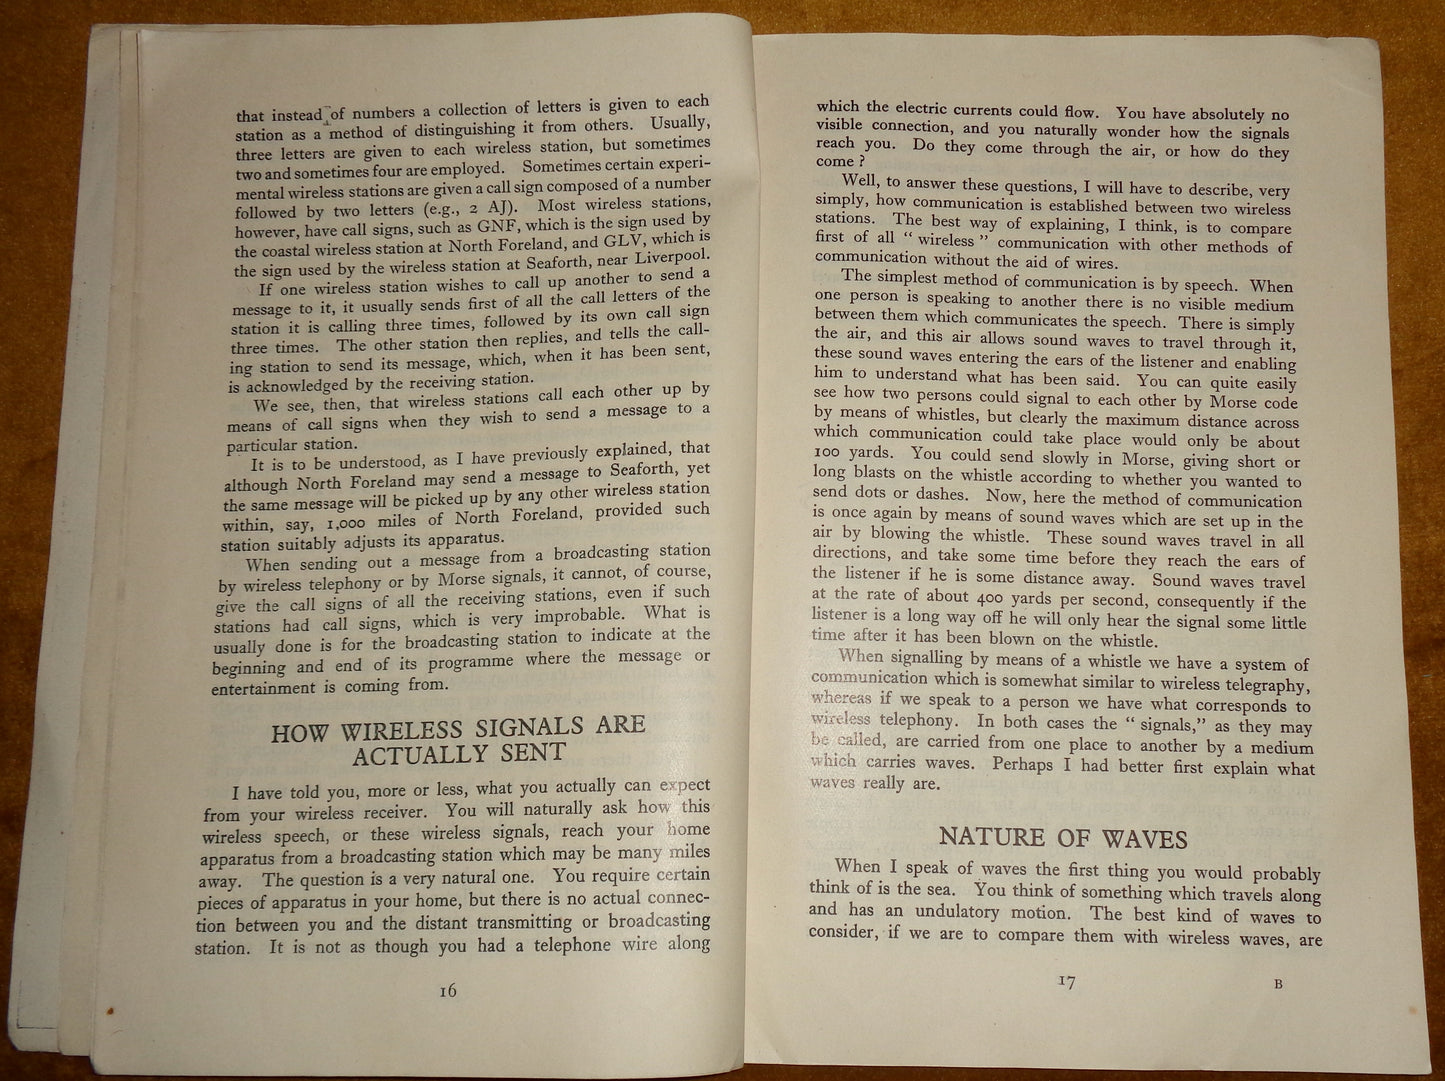 that instead of numbers a collection of letters is given to each
station as a method of distinguishing it from others. Usually,
three letters are given to each wireless station, but sometimes
two and sometimes four are employed. Sometimes certain experi-
mental wireless stations are given a call sign composed of a number
followed by two letters (e.g., 2 AJ). Most wireless stations,
however, have call signs, such as GNF, which is the sign used by
the coastal wireless station at North Foreland, and GLV, which is
the sign used by the wireless station at Seaforth, near Liverpool.
If one wireless station wishes to call up another to send a
message to it, it usually sends first of all the call letters of the
station it is calling three times, followed by its own call sign
three times. The other station then replies, and tells the call-
ing station to send its message, which, when it has been sent,
is acknowledged by the receiving station.
We see, then, that wireless stations call each other up by
means of call signs when they wish to send a message to a
particular station.
It is to be understood, as I have previously explained, that
although North Foreland may send a message to Seaforth, yet
the same message will be picked up by any other wireless station
within, say, 1,000 miles of North Foreland, provided such
station suitably adjusts its apparatus.
When sending out a message from a broadcasting station
by wireless telephony or by Morse signals, it cannot, of course,
give the call signs of all the receiving stations, even if such
stations had call signs, which is very improbable. What is
usually done is for the broadcasting station to indicate at the
beginning and end of its programme where the message or
entertainment is coming from.
HOW WIRELESS SIGNALS ARE
ACTUALLY SENT
I have told you, more or less, what you actually can expect
from your wireless receiver. You will naturally ask how this
wireless speech, or these wireless signals, reach your home
apparatus from a broadcasting station which may be many miles
away. The question is a very natural one. You require certain
pieces of apparatus in your home, but there is no actual connec-
tion between you and the distant transmitting or broadcasting
station. It is not as though you had a telephone wire along
16
which the electric currents could flow. You have absolutely no
visible connection, and you naturally wonder how the signals
reach you. Do they come through the air, or how do they
come ?
Well, to answer these questions, I will have to describe, very
simply, how communication is established between two wireless
stations. The best way of explaining, I think, is to compare
first of all “ wireless ” communication with other methods of
communication without the aid of wires.
The simplest method of communication is by speech. When
one person is speaking to another there is no visible medium
between them which communicates the speech. There is simply
the air, and this air allows sound waves to travel through it,
these sound waves entering the ears of the listener and enabling
him to understand what has been said. You can quite easily
see how two persons could signal to each other by Morse code
by means of whistles, but clearly the maximum distance across
which communication could take place would only be about
100 yards. You could send slowly in Morse, giving short or
long blasts on the whistle according to whether you wanted to
send dots or dashes. Now, here the method of communication
is once again by means of sound waves which are set up in the
air by blowing the whistle. These sound waves travel in all
directions, and take some time before they reach the ears of
the listener if he is some distance away. Sound waves travel
at the rate of about 400 yards per second, consequently if the
listener is a long way off he will only hear the signal some little
time after it has been blown on the whistle.
When signalling by means of a whistle we have a system of
communication which is somewhat similar to wireless telegraphy,
whereas if we speak to a person we have what corresponds to
wireless telephony. In both cases the “ signals,” as they may
be called, are carried from one place to another by a medium
which carries waves. Perhaps I had better first explain what
waves really are.
NATURE OF WAVES
When I speak of waves the first thing you would probably
think of is the sea. You think of something which travels along
and has an undulatory motion. The best kind of waves to
consider, if we are to compare them with wireless waves, are
17
B